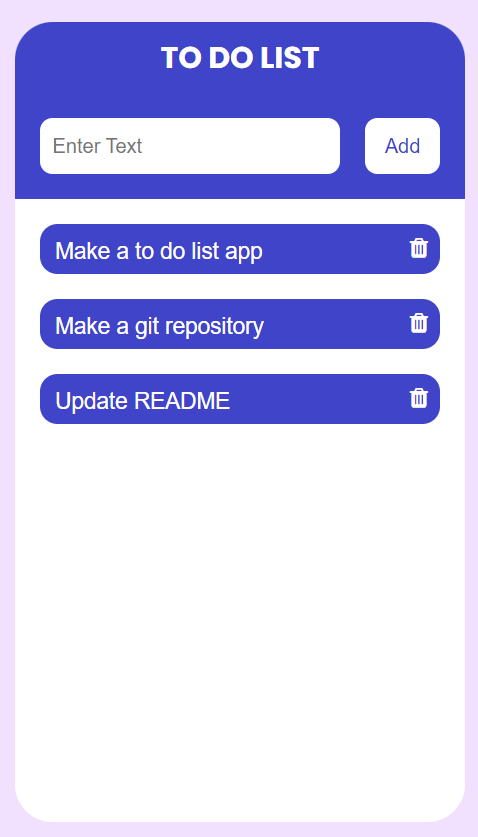 TO DO LIST
Enter Text
Add
Make a to do list app
Make a git repository
Update README